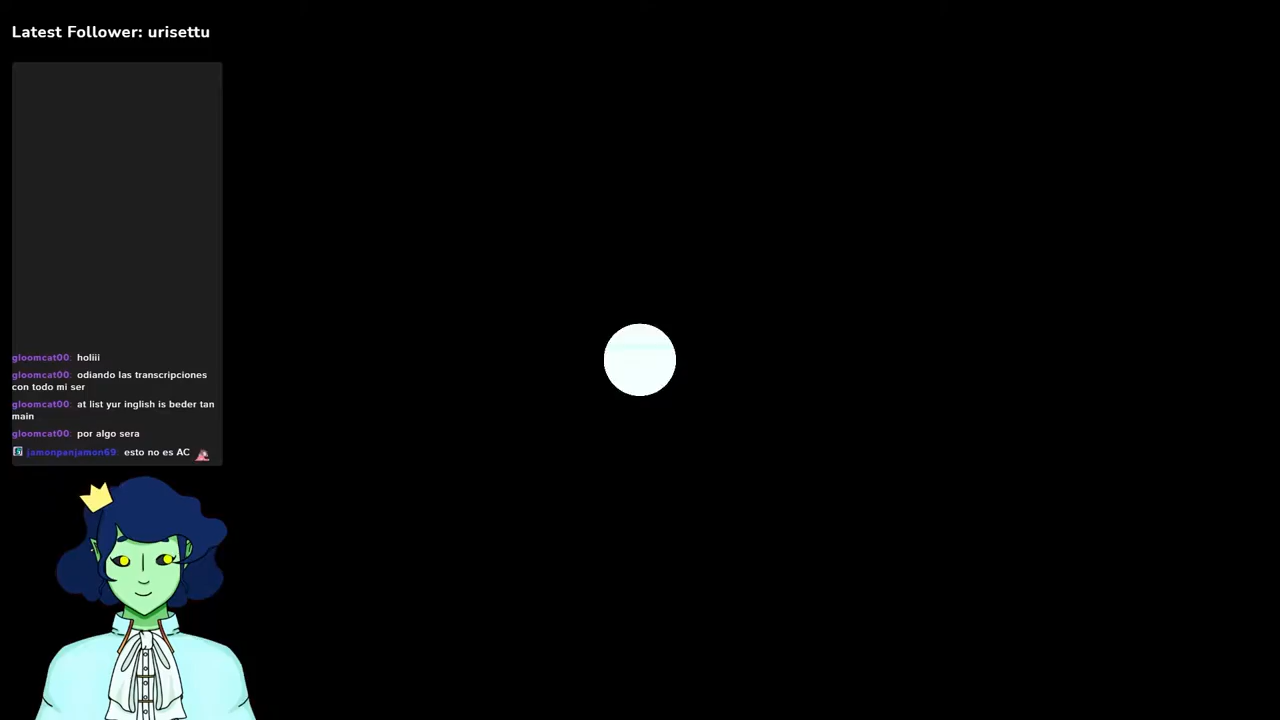 Latest Follower: urisettu
gloomcat00: holiii
gloomcat00: odiando las transcripciones
con todo mi ser
gloomcat00: at list yur inglish is beder tan
main
gloomcat00: por algo sera
jamonpanjamon69: esto no es AC